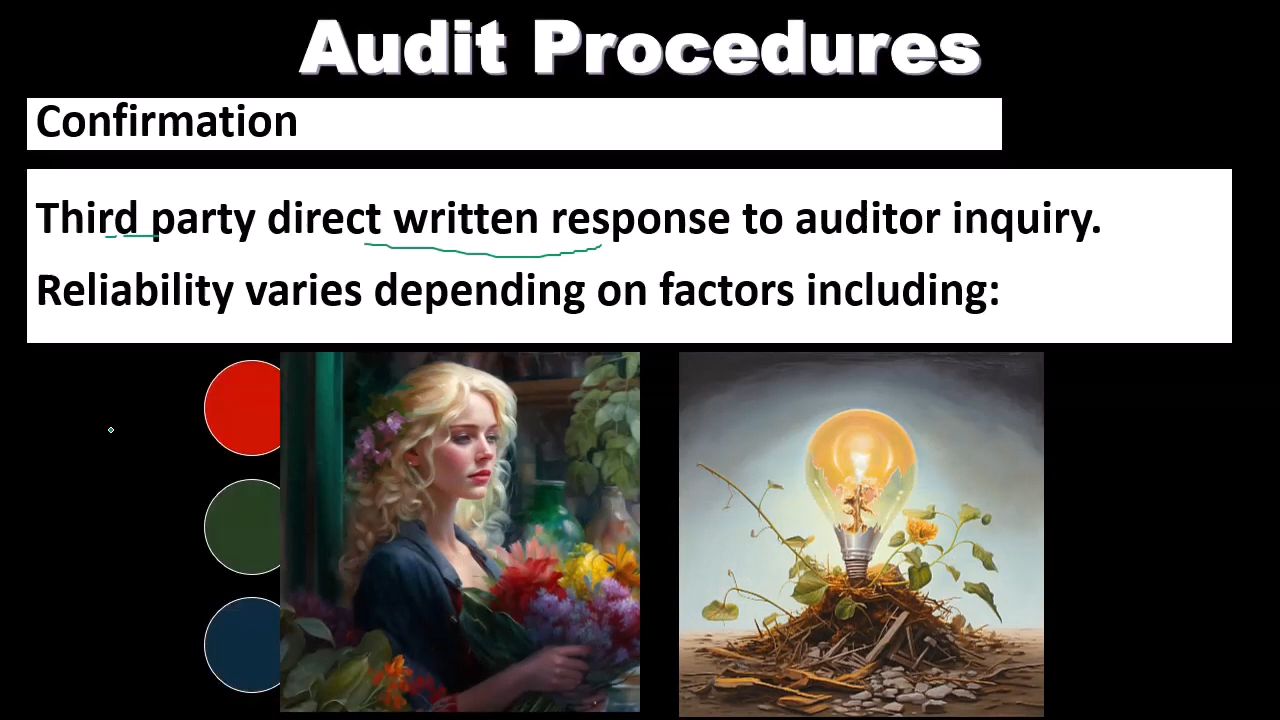 Audit Procedures
Confirmation
Third party direct written response to auditor inquiry.
Reliability varies depending on factors including: